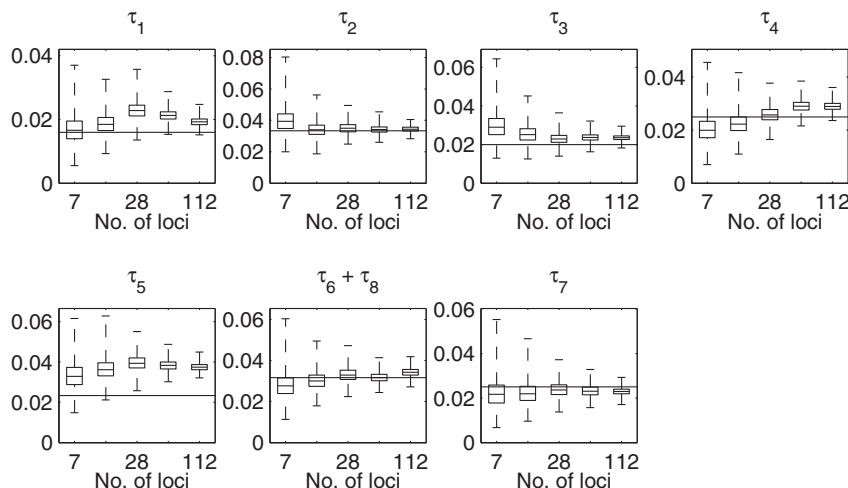 τ1 τ2 τ3 τ4
0.04 0.08 0.06 0.04
0.06
0.02 0.04 0.04 0.02
0.02 0.02
0 0 0 0
7 28 112 7 28 112 7 28 112 7 28 112
No. of loci No. of loci No. of loci No. of loci
τ5 τ6 + τ8 τ7
0.06 0.06 0.06
0.04 0.04 0.04
0.02 0.02 0.02
0 0 0
7 28 112 7 28 112 7 28 112
No. of loci No. of loci No. of loci